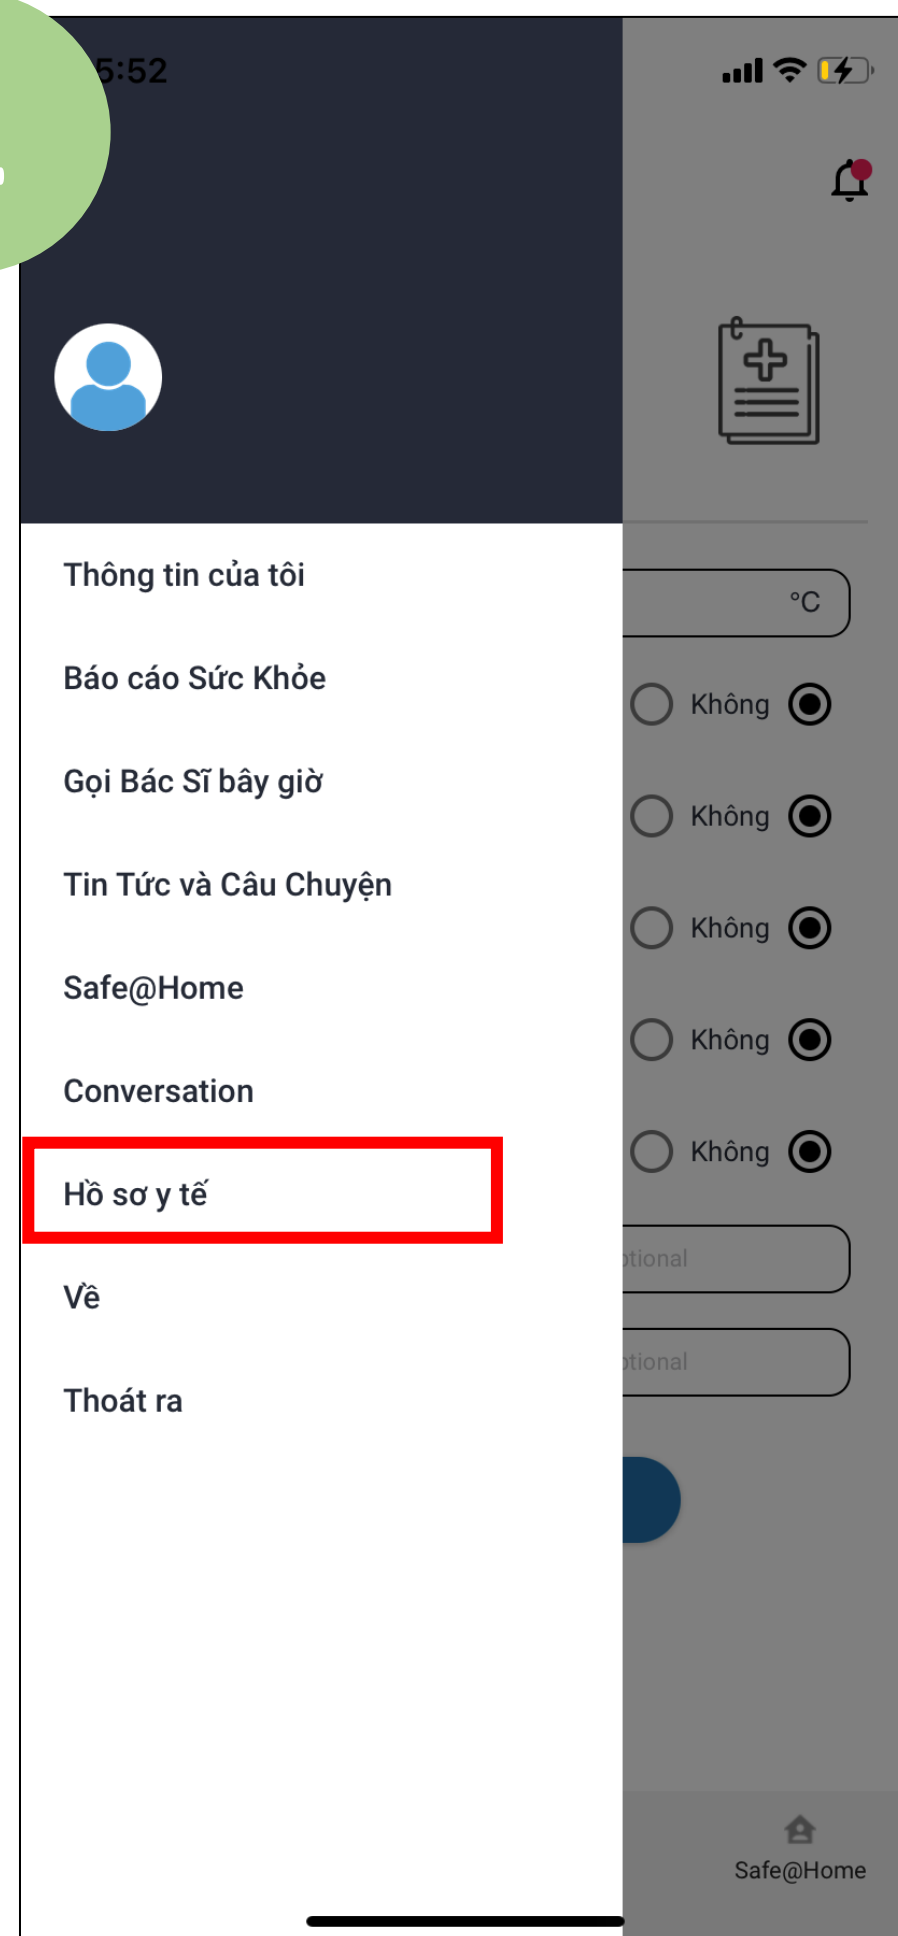 5:52
Thông tin của tôi
°C
Báo cáo Sức Khỏe
Không
Gọi Bác Sĩ bây giờ
Không
Tin Tức và Câu Chuyện
Không
Safe@Home
Không
Conversation
Không
Hồ sơ y tế
Về
Thoát ra
Safe@Home